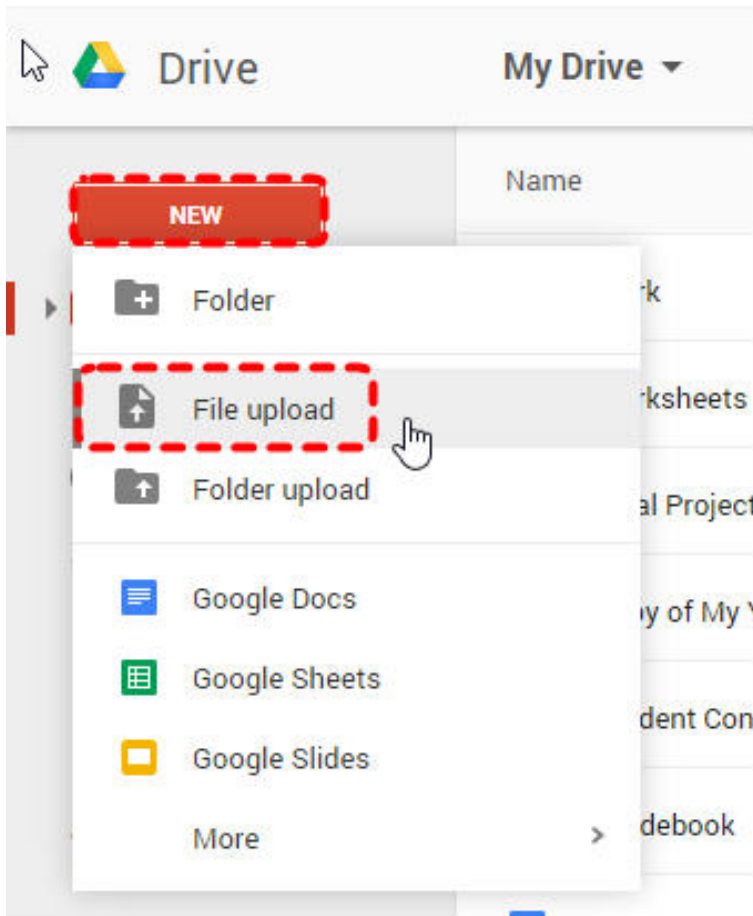 Drive
My Drive
NEW
Name
Folder
rk
File upload
rksheets
Folder upload
al Project
Google Docs
y of My
Google Sheets
dent Con
Google Slides
More
debook